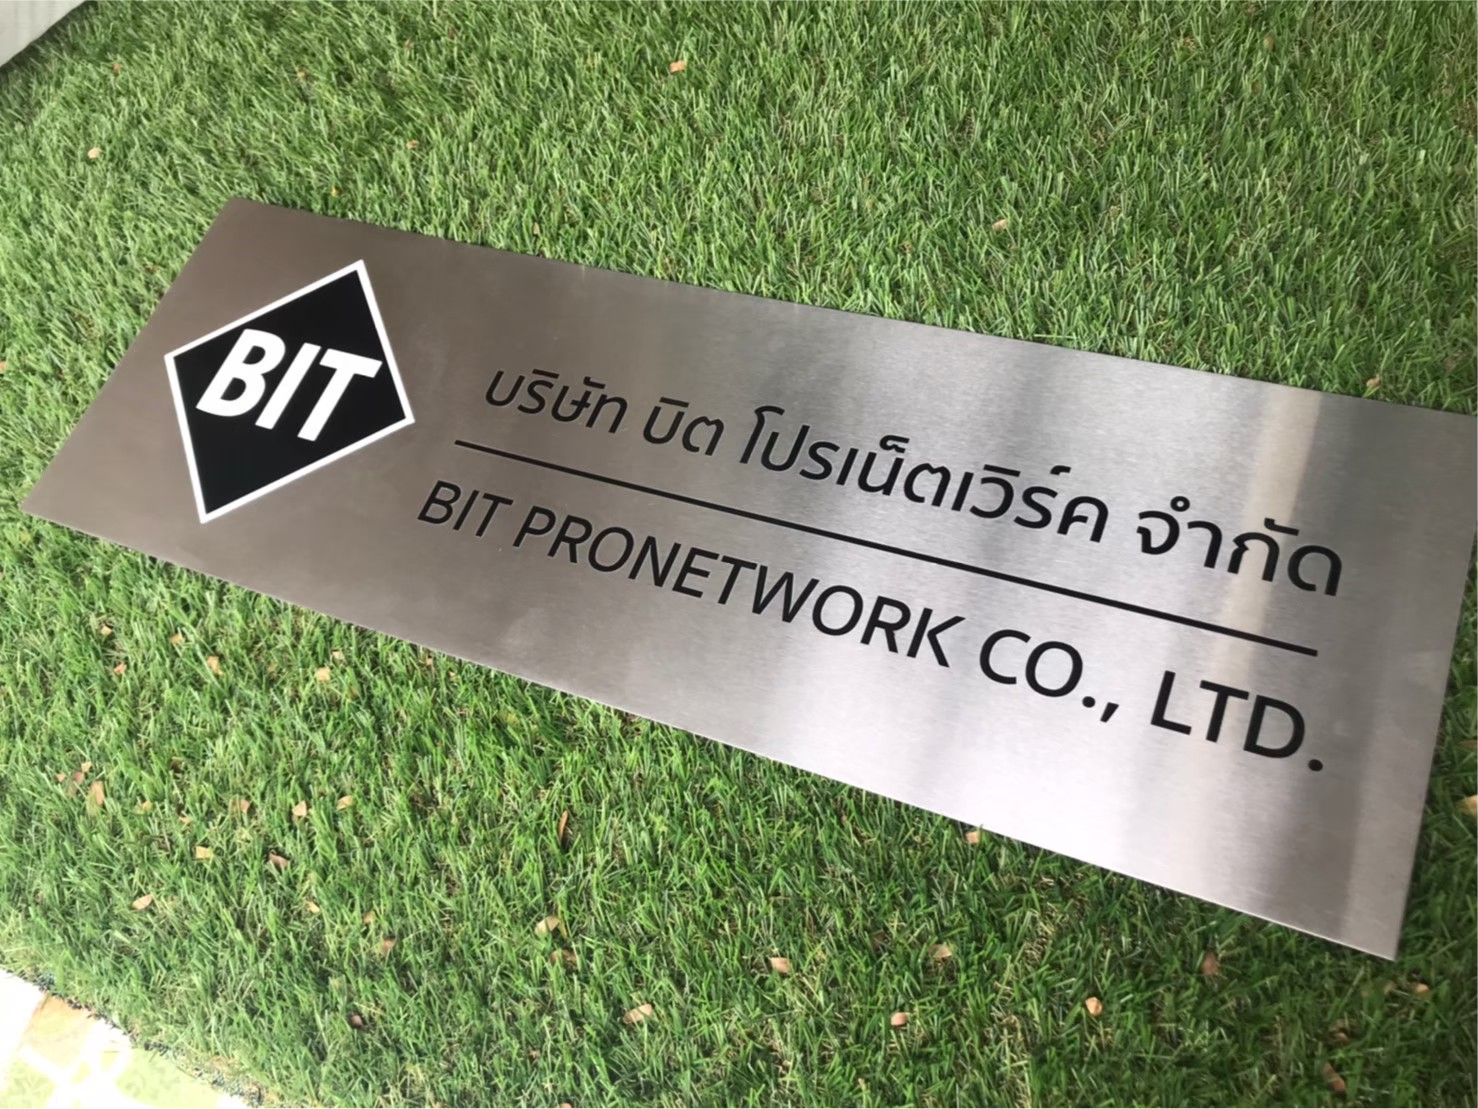 BIT
บริษัท บิต โปรเน็ตเวิร์ค จำกัด
BIT PRONETWORK CO., LTD.